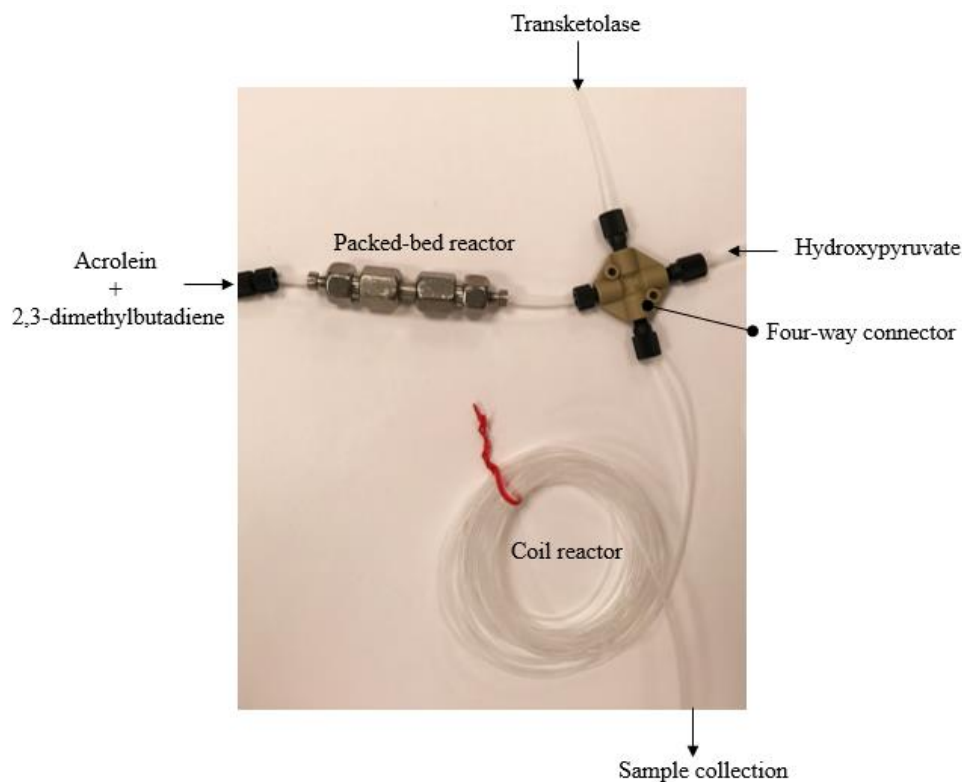 Transketolase
Packed-bed reactor
Hydroxypyruvate
Acrolein
+
2,3-dimethylbutadiene
Four-way connector
Coil reactor
Sample collection